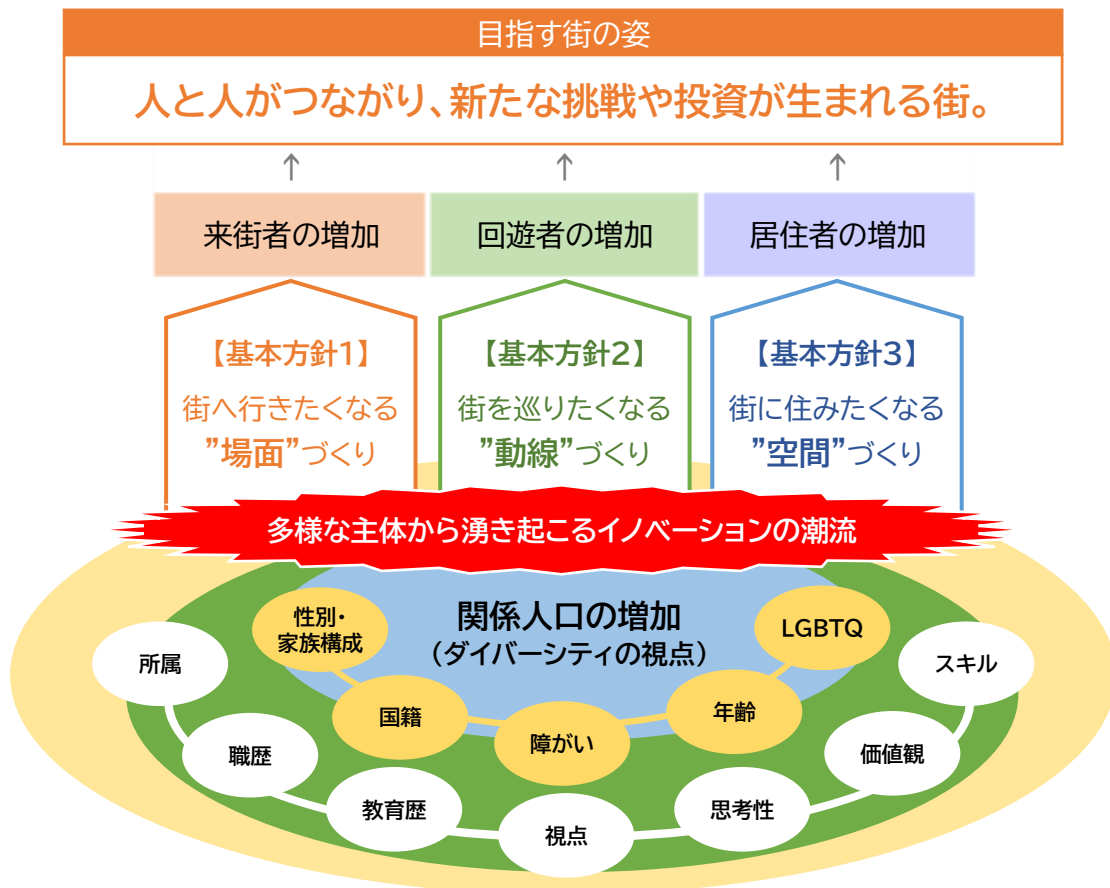 目指す街の姿
人と人がつながり、新たな挑戦や投資が生まれる街。
↑ ↑ ↑
来街者の増加
回遊者の増加
居住者の増加
【基本方針1】
街へ行きたくなる
”場面”づくり
【基本方針2】
街を巡りたくなる
”動線”づくり
【基本方針3】
街に住みたくなる
”空間”づくり
多様な主体から湧き起こるイノベーションの潮流
関係人口の増加
（ダイバーシティの視点）
性別・
家族構成
国籍
障がい
年齢
LGBTQ
所属
職歴
教育歴
視点
思考性
価値観
スキル